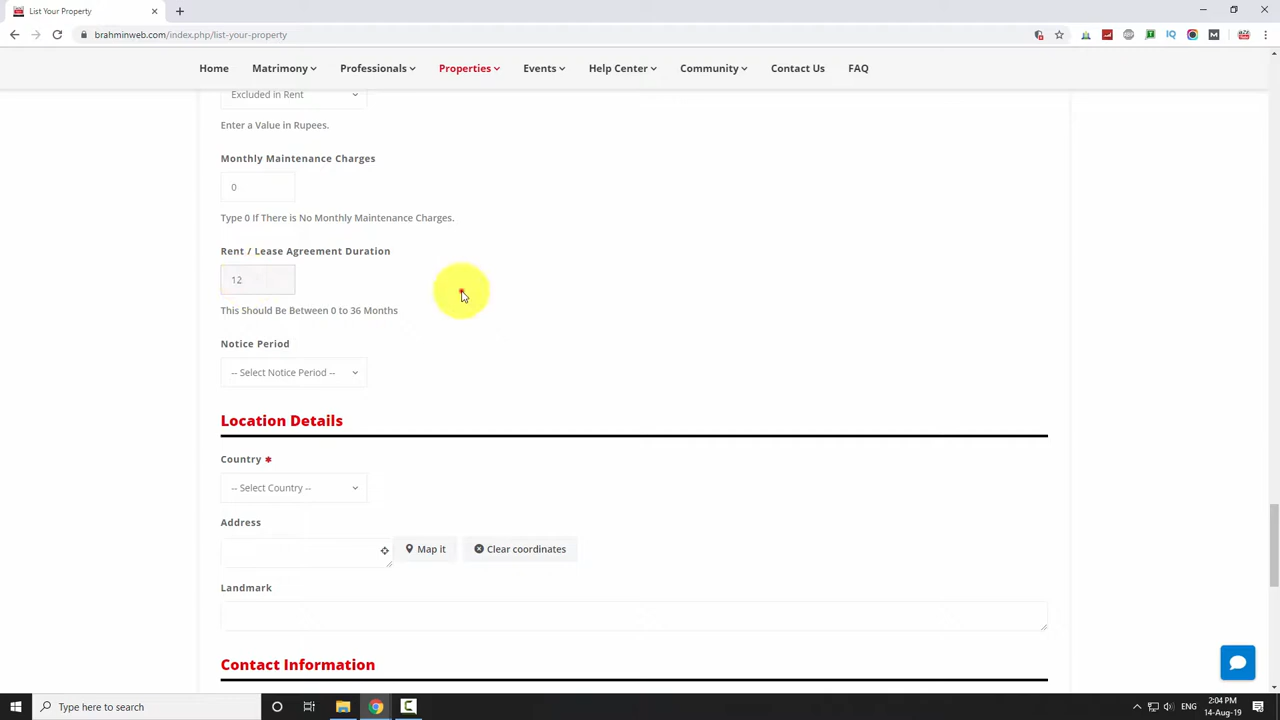 List Your Property
brahminweb.com/index.php/list-your-property
Home Matrimony Professionals Properties Events Help Center Community Contact Us FAQ
Excluded in Rent
Enter a Value in Rupees.
Monthly Maintenance Charges
0
Type 0 If There is No Monthly Maintenance Charges.
Rent / Lease Agreement Duration
12
This Should Be Between 0 to 36 Months
Notice Period
-- Select Notice Period --
Location Details
Country *
-- Select Country --
Address
Map it Clear coordinates
Landmark
Contact Information
Type here to search
ENG
2:04 PM
14-Aug-19